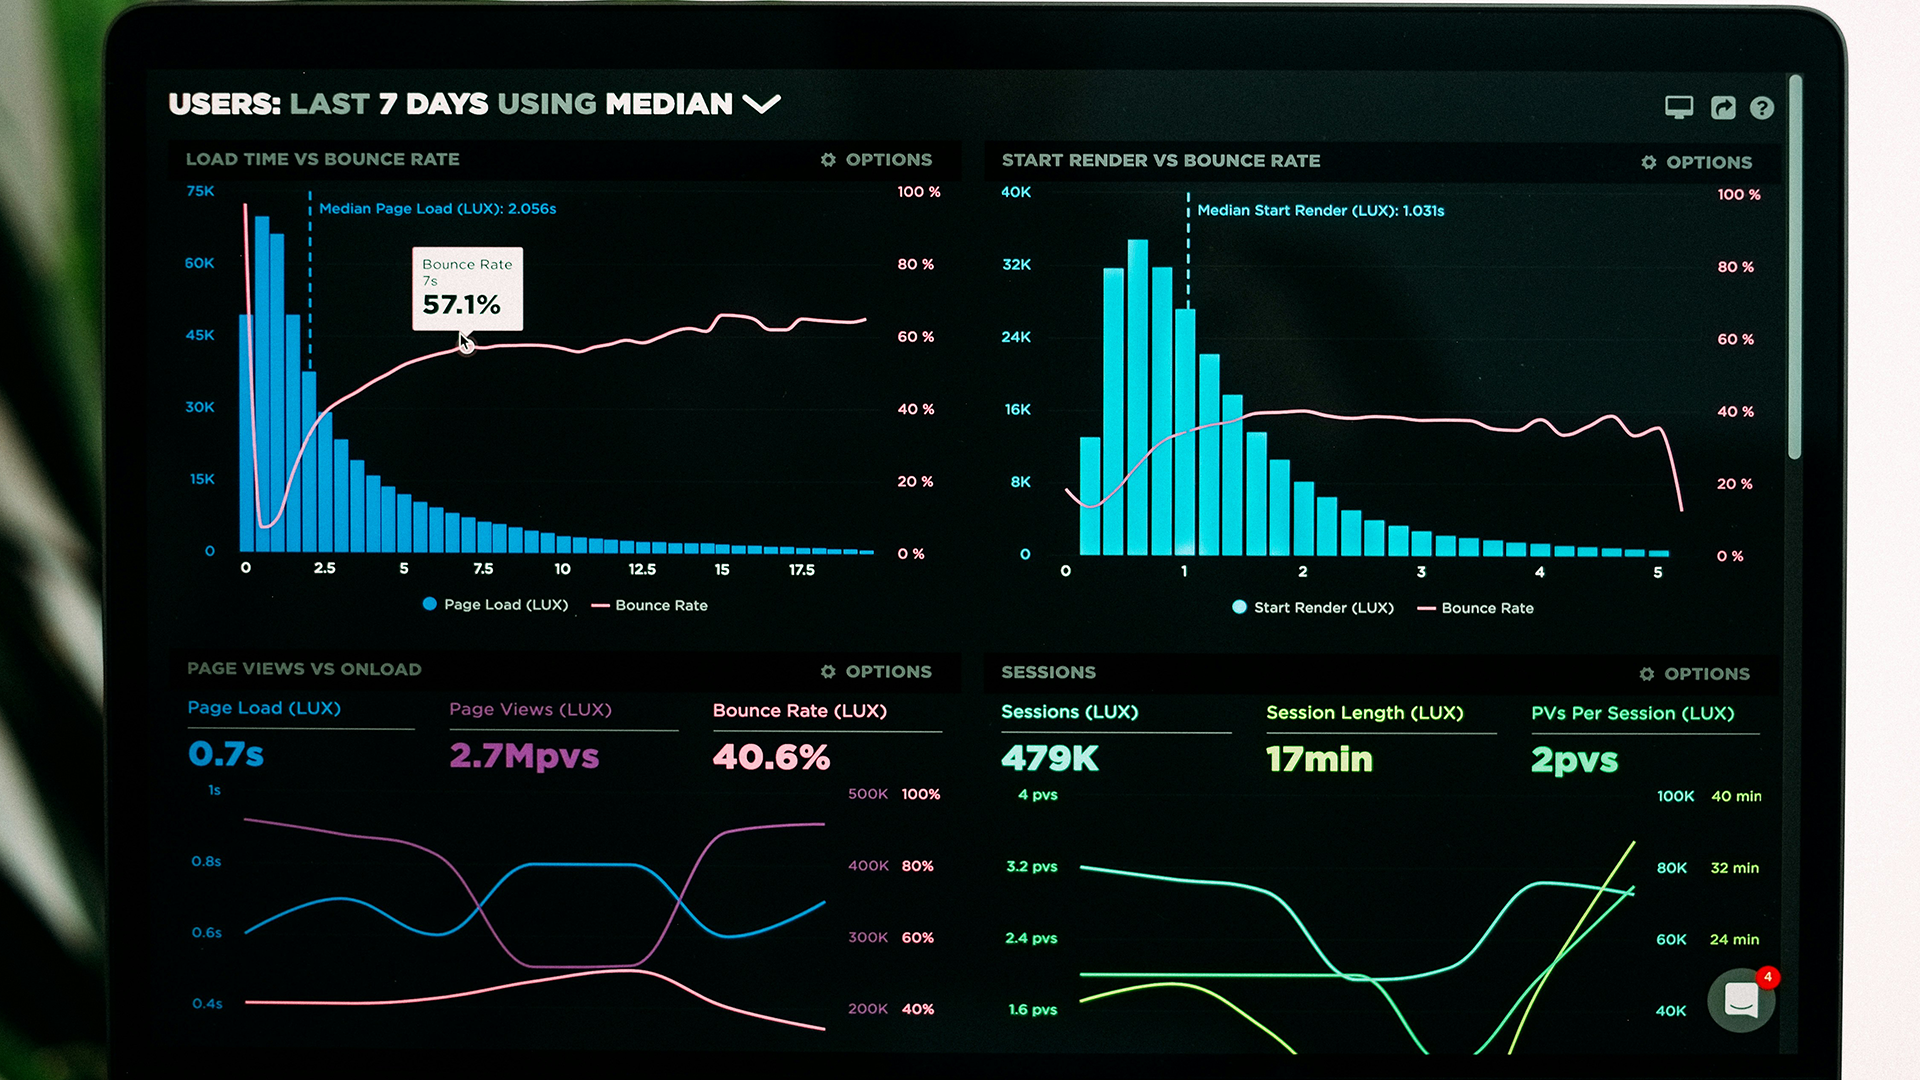 USERS: LAST 7 DAYS USING MEDIAN
LOAD TIME VS BOUNCE RATE
OPTIONS
75K
60K
45K
30K
15K
0
Median Page Load (LUX): 2.056s
Bounce Rate
7s
57.1%
100 %
80 %
60 %
40 %
20 %
0 %
0 2.5 5 7.5 10 12.5 15 17.5
Page Load (LUX) Bounce Rate
START RENDER VS BOUNCE RATE
OPTIONS
40K
32K
24K
16K
8K
0
Median Start Render (LUX): 1.031s
100 %
80 %
60 %
40 %
20 %
0 %
0 1 2 3 4 5
Start Render (LUX) Bounce Rate
PAGE VIEWS VS ONLOAD
OPTIONS
Page Load (LUX)
0.7s
Page Views (LUX)
2.7Mpvs
Bounce Rate (LUX)
40.6%
1s
0.8s
0.6s
0.4s
500K 100%
400K 80%
300K 60%
200K 40%
SESSIONS
OPTIONS
Sessions (LUX)
479K
Session Length (LUX)
17min
PVs Per Session (LUX)
2pvs
4 pvs
3.2 pvs
2.4 pvs
1.6 pvs
100K 40 min
80K 32 min
60K 24 min
40K
4